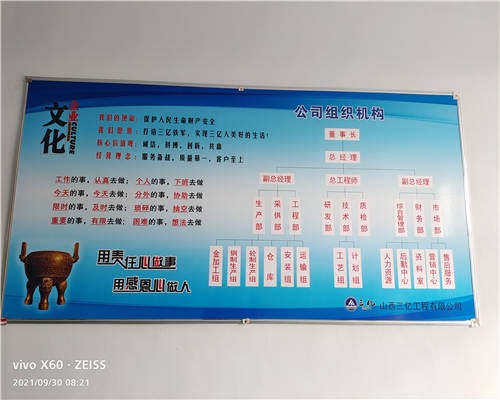 企业
文化
CULTURE
我们的使命：保护人民生命财产安全
我们愿景：打造三亿铁军，实现三亿人美好的生活！
核心价值观：诚信、创新、共赢
经营理念：服务备战，质量第一，客户至上
工作的事，认真去做；个人的事，下班去做
今天的事，今天去做；分外的事，协助去做
限时的事，及时去做；琐碎的事，抽空去做
重要的事，有限去做；困难的事，想法去做
用责任心做事
用感恩心做人
公司组织机构
董事长
总经理
副总经理 总工程师 副总经理
生产部 采供部 工程部 研发部 技术部 质检部 综合管理部 财务部 市场部
金加工组 钢制生产组 砼制生产组 仓库 安装组 运输组 工艺组 计划组 人力资源 后勤中心 资料室 营销中心 售后服务
三亿 山西三亿工程有限公司
vivo X60 · ZEISS
2021/09/30 08:21